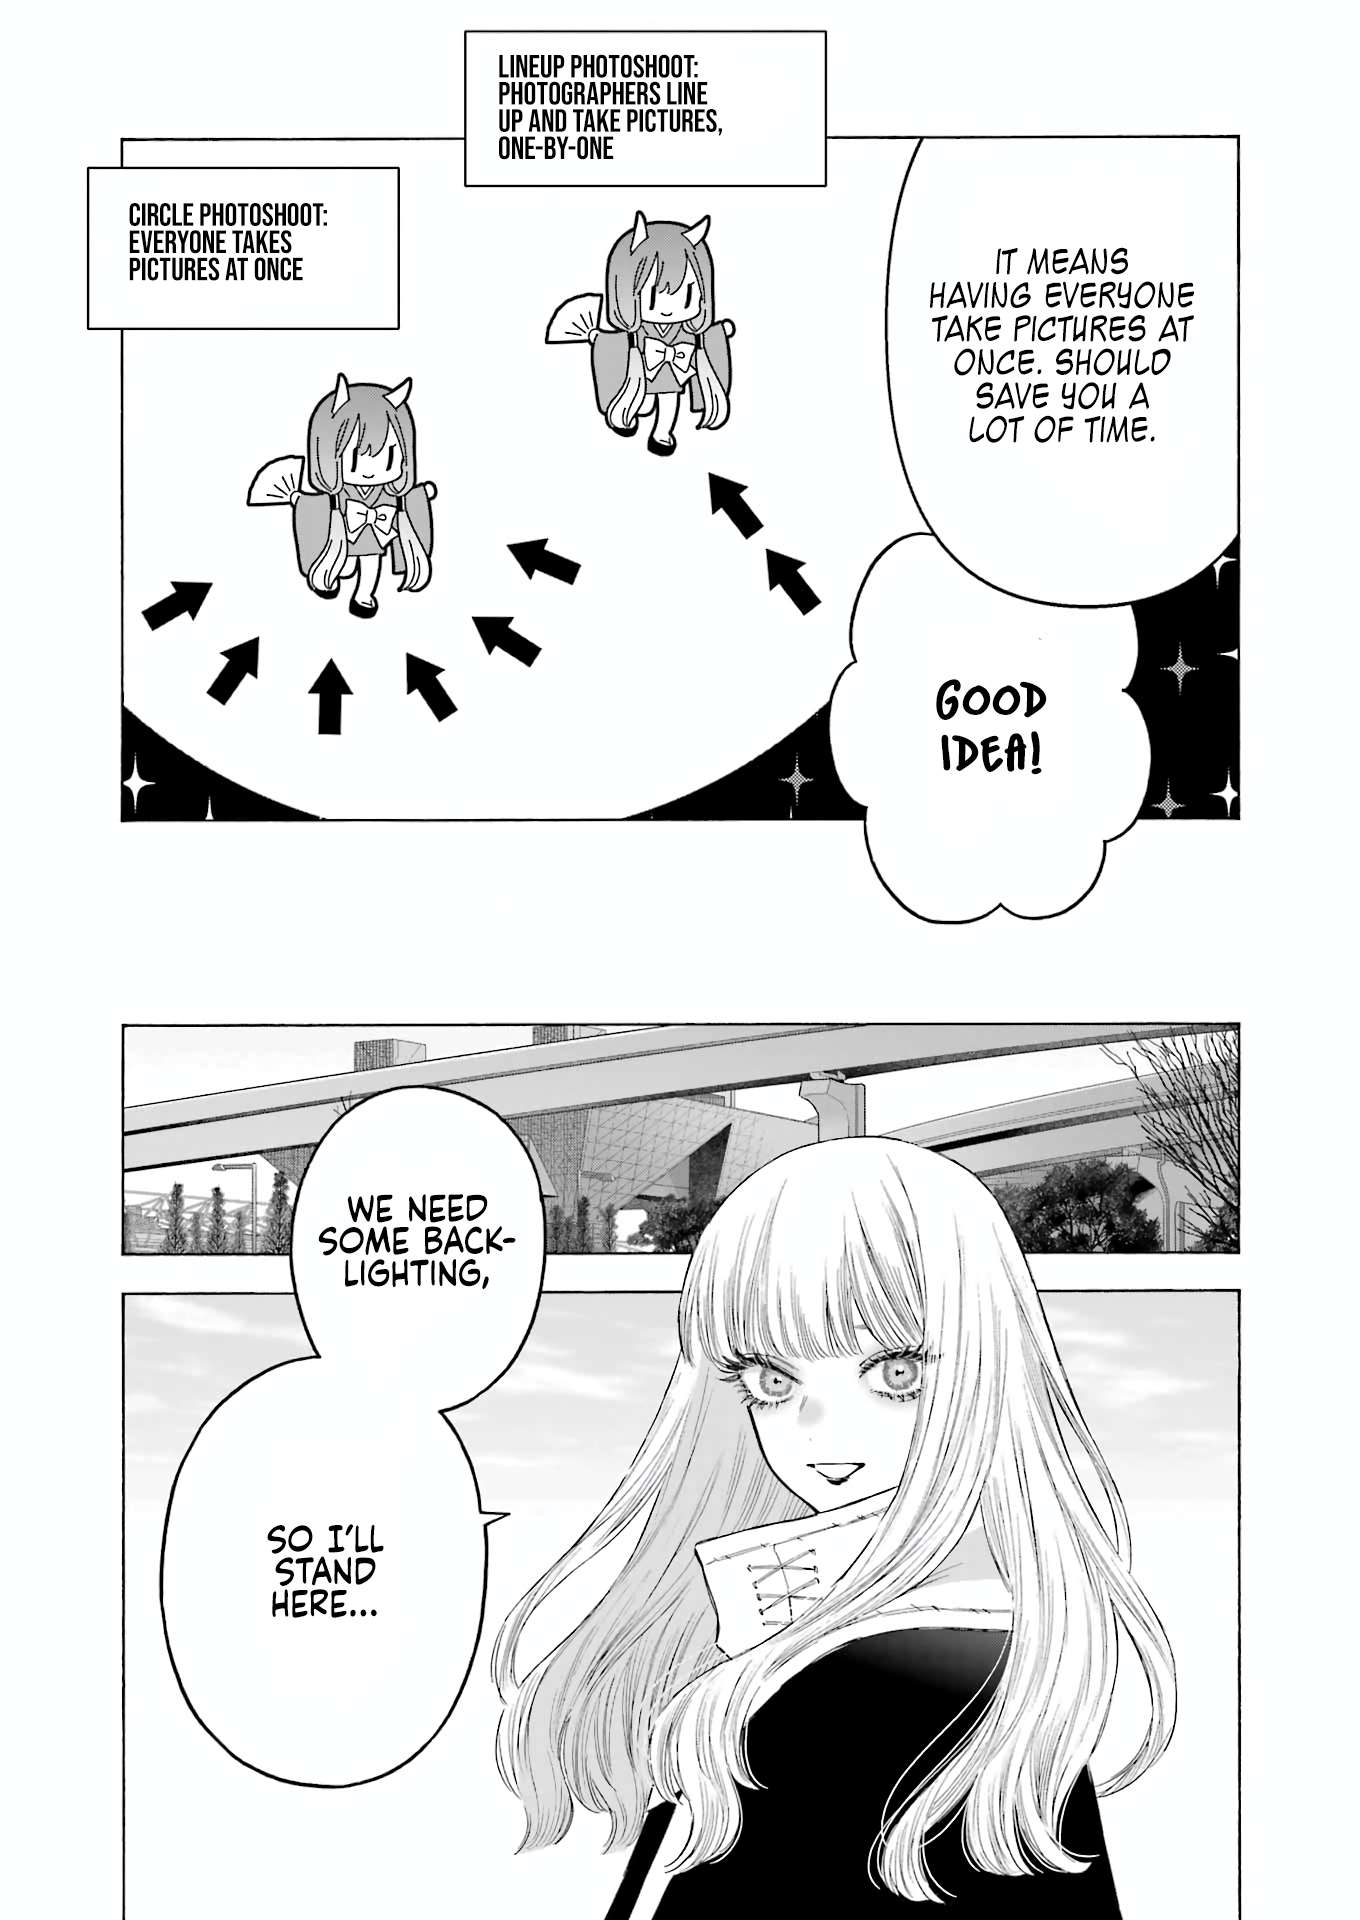 IT MEANS
HAVING EVERYONE
TAKE PICTURES AT
ONCE. SHOULD
SAVE YOU A
LOT OF TIME.
LINEUP PHOTOSHOOT:
PHOTOGRAPHERS LINE
UP AND TAKE PICTURES,
ONE-BY-ONE
CIRCLE PHOTOSHOOT:
EVERYONE TAKES
PICTURES AT ONCE
GOOD
IDEA!
WE NEED
SOME BACK-
LIGHTING,
SO I'LL
STAND
HERE...